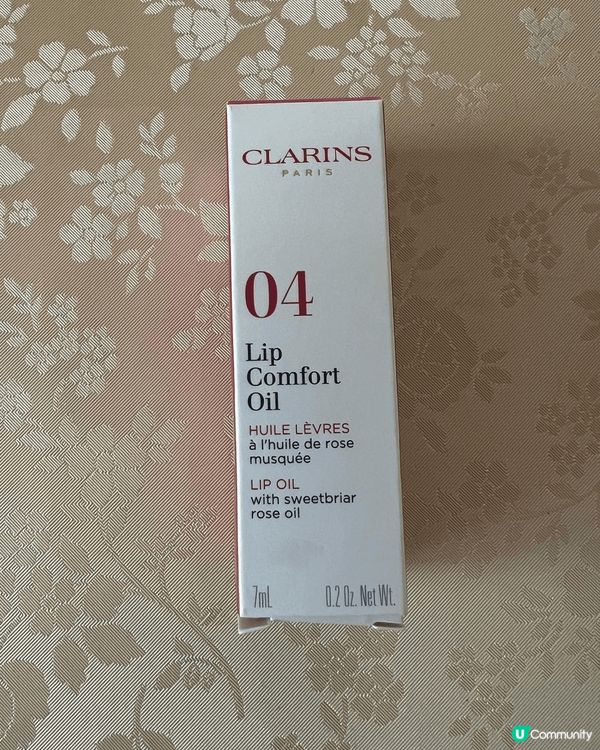 CLARINS
PARIS
04
Lip
Comfort
Oil
HUILE LÈVRES
à l'huile de rose
musquée
LIP OIL
with sweetbriar
rose oil
7mL 0.2 Oz. Net Wt.
U Community